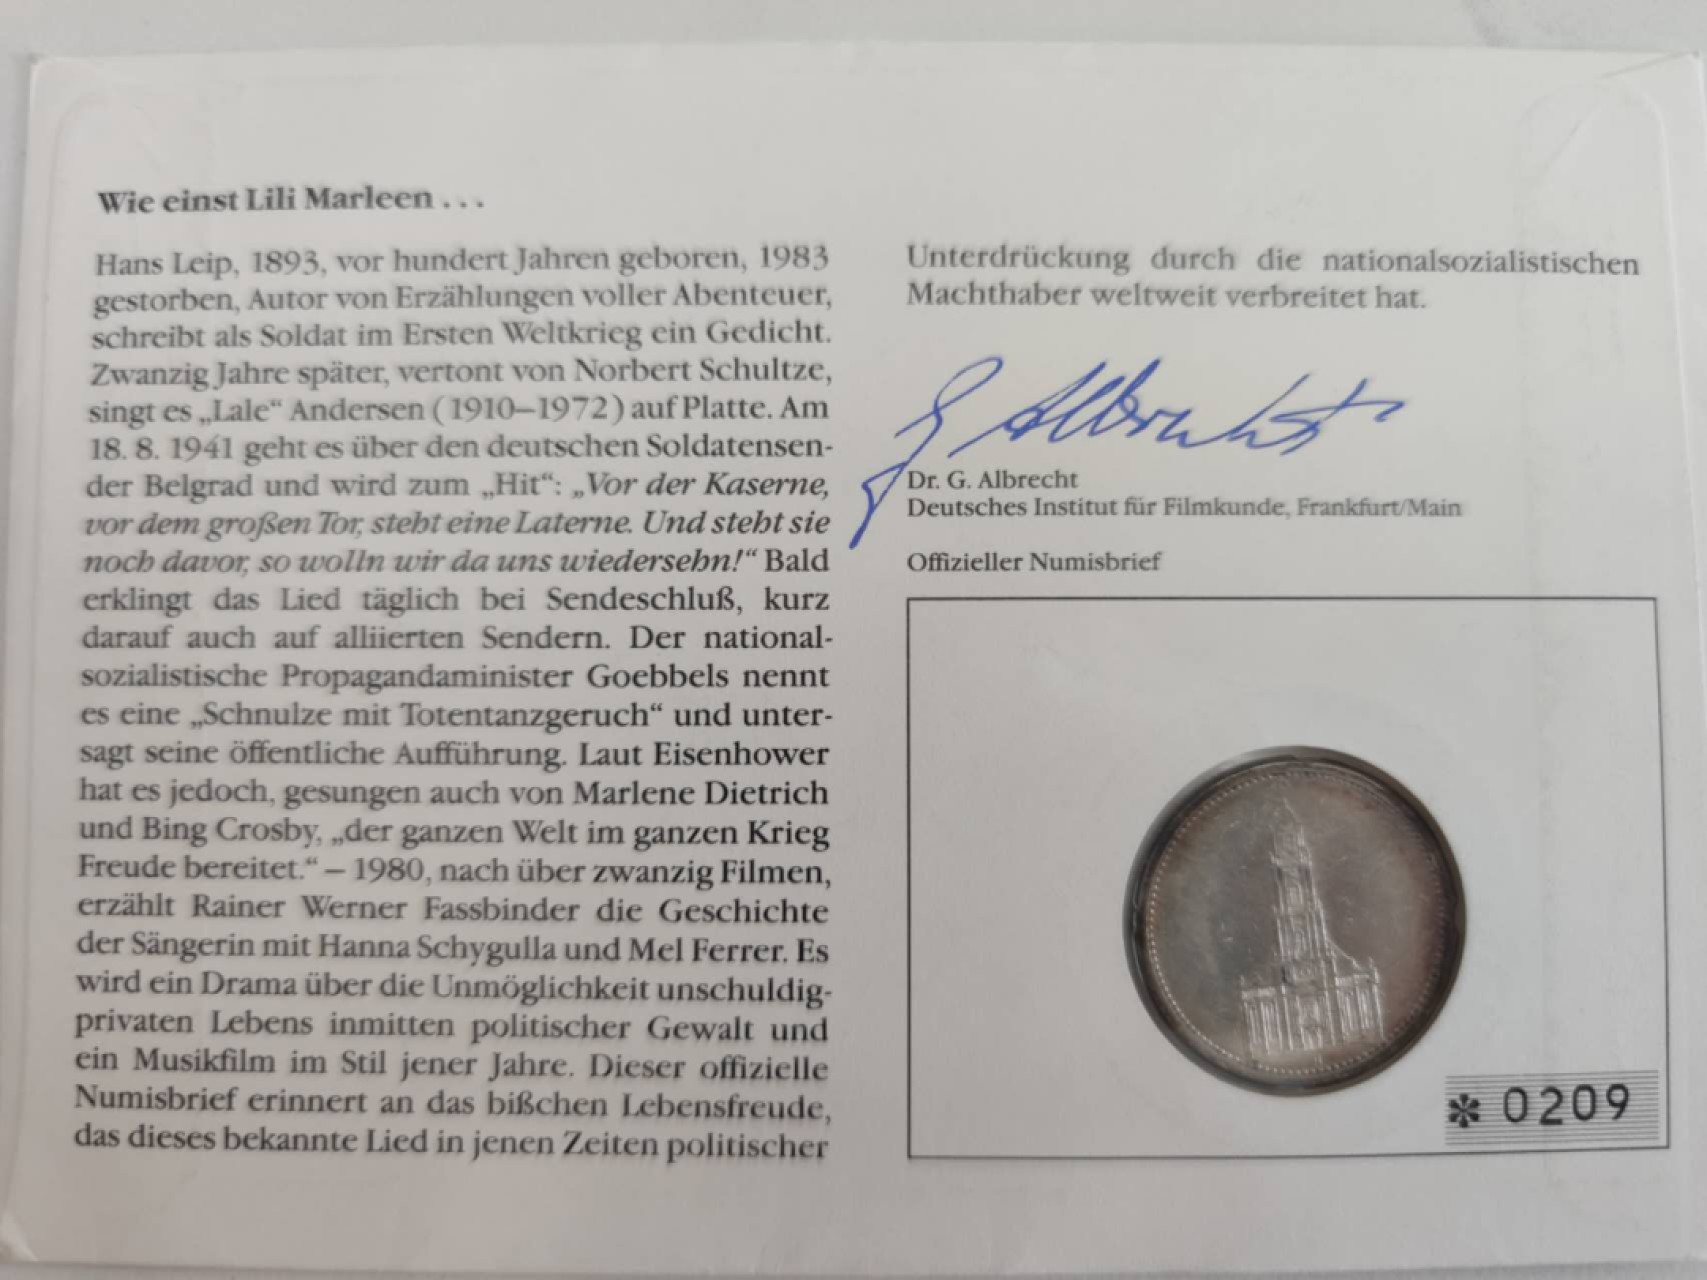 Wie einst Lili Marleen . . .
Hans Leip, 1893, vor hundert Jahren geboren, 1983
gestorben, Autor von Erzählungen voller Abenteuer,
schreibt als Soldat im Ersten Weltkrieg ein Gedicht.
Zwanzig Jahre später, vertont von Norbert Schultze,
singt es „Lale“ Andersen (1910–1972) auf Platte. Am
18. 8. 1941 geht es über den deutschen Soldatensen-
der Belgrad und wird zum „Hit“: „Vor der Kaserne,
vor dem großen Tor, steht eine Laterne. Und steht sie
noch davor, so wolln wir da uns wiedersehn!“ Bald
erklingt das Lied täglich bei Sendeschluß, kurz
darauf auch auf alliierten Sendern. Der national-
sozialistische Propagandaminister Goebbels nennt
es eine „Schnulze mit Totentanzgeruch“ und unter-
sagt seine öffentliche Aufführung. Laut Eisenhower
hat es jedoch, gesungen auch von Marlene Dietrich
und Bing Crosby, „der ganzen Welt im ganzen Krieg
Freude bereitet.“ – 1980, nach über zwanzig Filmen,
erzählt Rainer Werner Fassbinder die Geschichte
der Sängerin mit Hanna Schygulla und Mel Ferrer. Es
wird ein Drama über die Unmöglichkeit unschuldig-
privaten Lebens inmitten politischer Gewalt und
ein Musikfilm im Stil jener Jahre. Dieser offizielle
Numisbrief erinnert an das bißchen Lebensfreude,
das dieses bekannte Lied in jenen Zeiten politischer
Unterdrückung durch die nationalsozialistischen
Machthaber weltweit verbreitet hat.
G. Albrecht
Dr. G. Albrecht
Deutsches Institut für Filmkunde, Frankfurt/Main
Offizieller Numisbrief
✻ 0209